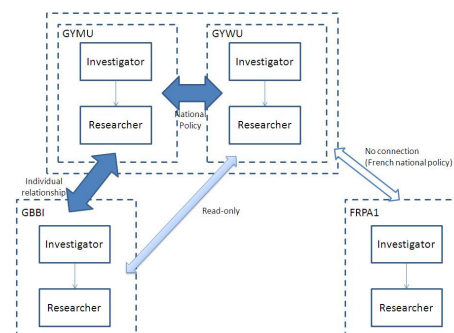 GYMU
GYWU
Investigator
Investigator
Researcher
Researcher
National
Policy
No connection
(French national policy)
Individual
relationship
Read-only
GBBI
FRPA1
Investigator
Investigator
Researcher
Researcher